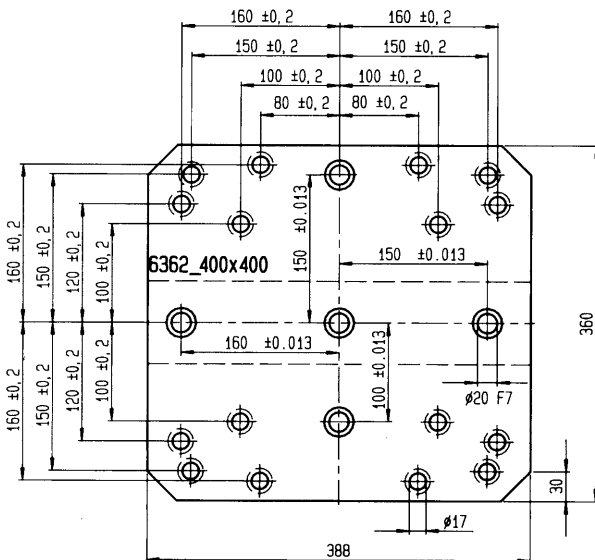 160 ±0,2 160 ±0,2
150 ±0,2 150 ±0,2
100 ±0,2 100 ±0,2
80 ±0,2 80 ±0,2
160 ±0,2
150 ±0,2
120 ±0,2
100 ±0,2
150 ±0.013
150 ±0.013
6362_400x400
360
160 ±0.013
100 ±0.013
160 ±0,2
150 ±0,2
120 ±0,2
100 ±0,2
ø20 F7
30
ø17
388